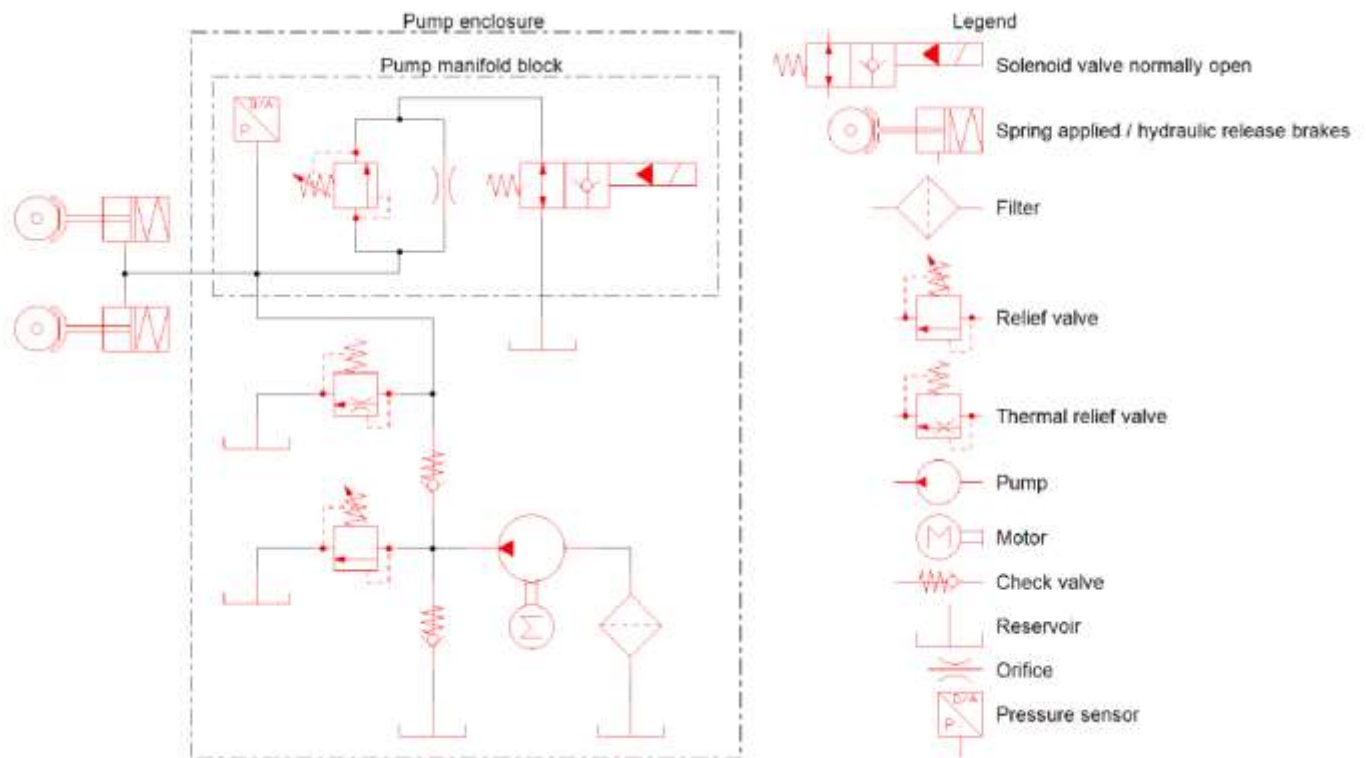 Pump enclosure
Pump manifold block
D/A
P
M
Legend
Solenoid valve normally open
Spring applied / hydraulic release brakes
Filter
Relief valve
Thermal relief valve
Pump
M
Motor
Check valve
Reservoir
Orifice
D/A
P
Pressure sensor